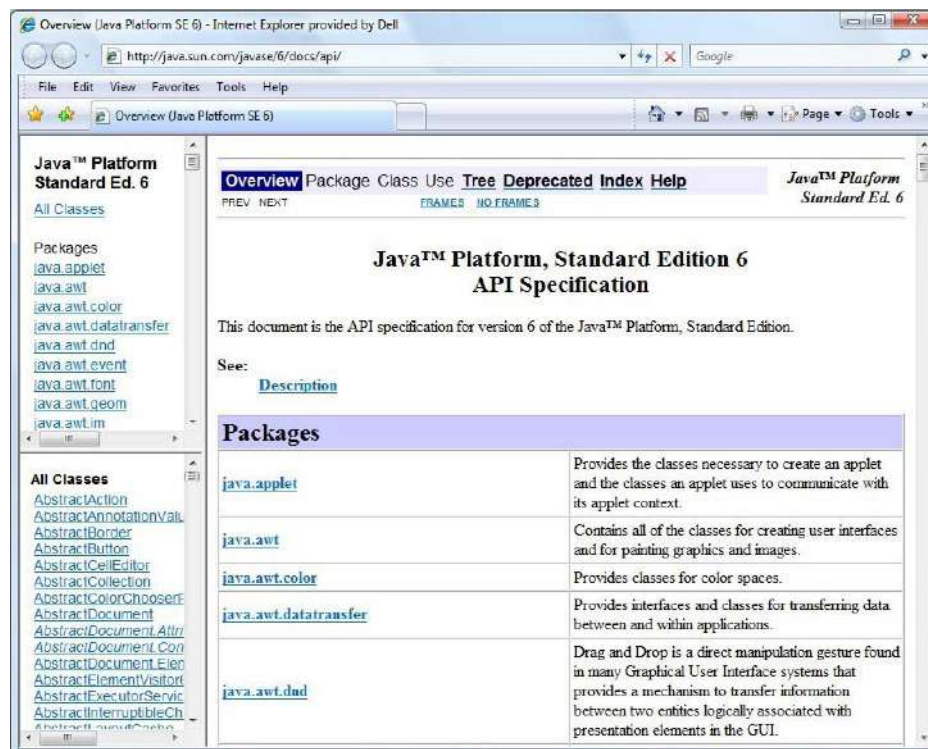 Overview (Java Platform SE 6) - Internet Explorer provided by Dell
http://java.sun.com/javase/6/docs/api/
Google
File Edit View Favorites Tools Help
Overview (Java Platform SE 6)
Page Tools
Java™ Platform
Standard Ed. 6
All Classes
Packages
java.applet
java.awt
java.awt.color
java.awt.datatransfer
java.awt.dnd
java.awt.event
java.awt.font
java.awt.geom
java.awt.im
All Classes
AbstractAction
AbstractAnnotationValu
AbstractBorder
AbstractButton
AbstractCellEditor
AbstractCollection
AbstractColorChooserF
AbstractDocument
AbstractDocument.Attri
AbstractDocument.Con
AbstractDocument.Elen
AbstractElementVisitor
AbstractExecutorServic
AbstractInterruptibleCh
Overview Package Class Use Tree Deprecated Index Help
PREV NEXT FRAMES NO FRAMES
Java™ Platform
Standard Ed. 6
Java™ Platform, Standard Edition 6
API Specification
This document is the API specification for version 6 of the Java™ Platform, Standard Edition.
See:
Description
Packages
java.applet
Provides the classes necessary to create an applet
and the classes an applet uses to communicate with
its applet context.
java.awt
Contains all of the classes for creating user interfaces
and for painting graphics and images.
java.awt.color
Provides classes for color spaces.
java.awt.datatransfer
Provides interfaces and classes for transferring data
between and within applications.
java.awt.dnd
Drag and Drop is a direct manipulation gesture found
in many Graphical User Interface systems that
provides a mechanism to transfer information
between two entities logically associated with
presentation elements in the GUI.